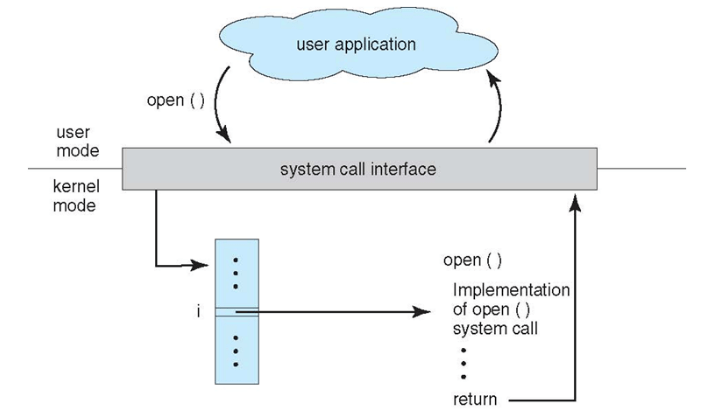 user application
open ( )
user
mode
system call interface
kernel
mode
open ( )
i
Implementation
of open ( )
system call
return